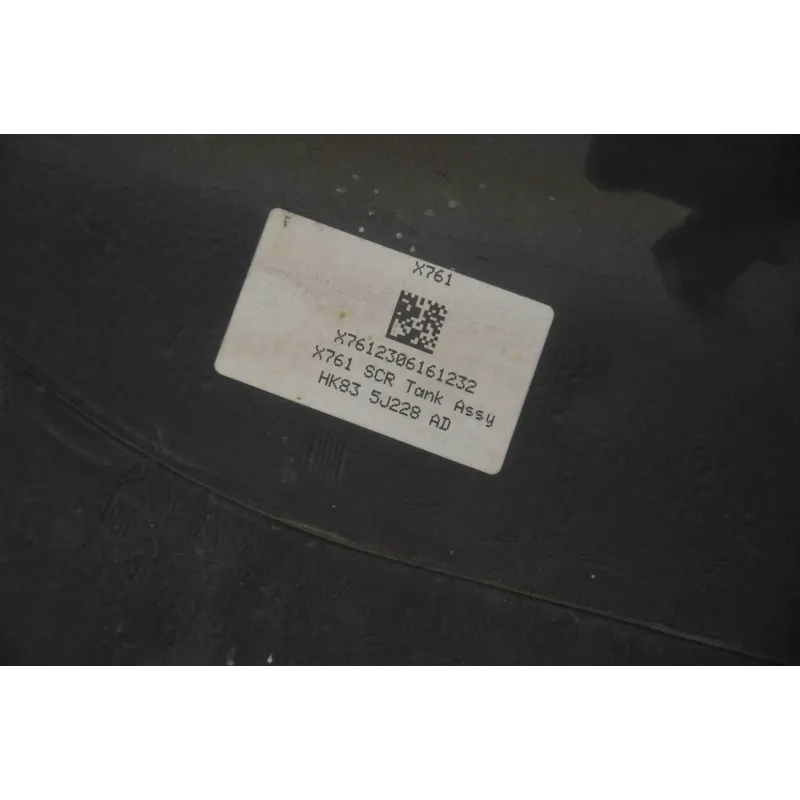 X761
X7612306161232
X761 SCR Tank Assy
HK83 5J228 AD